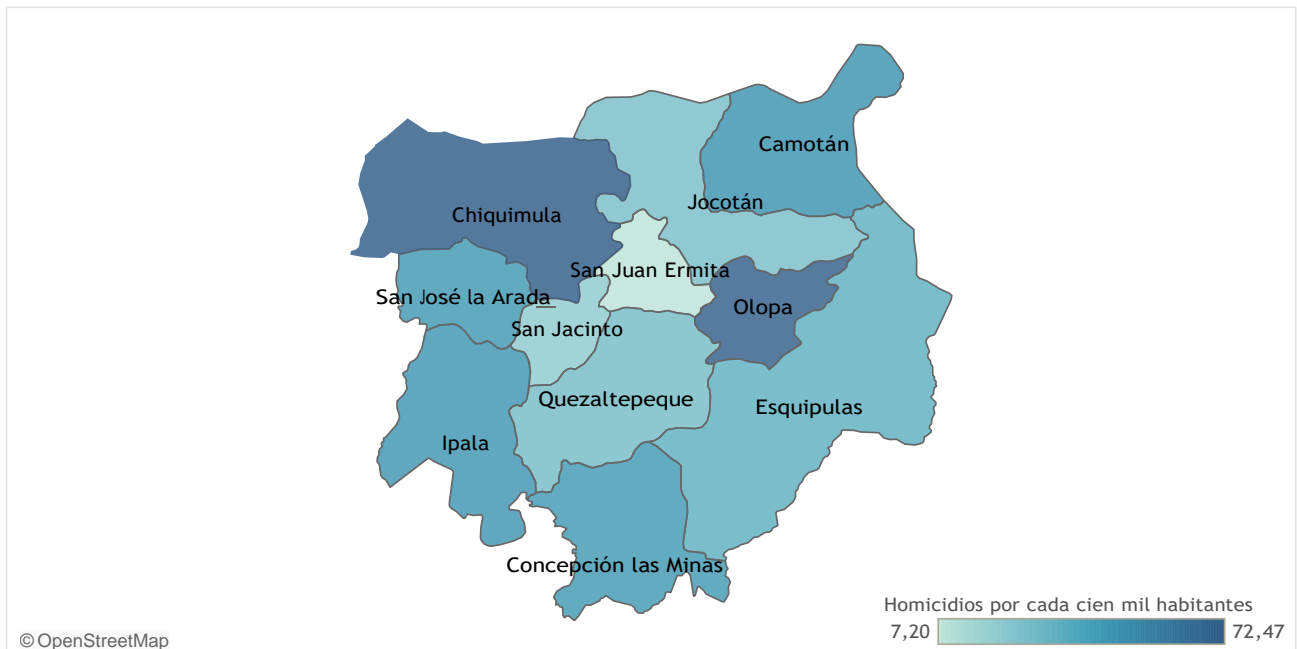 Camotán
Jocotán
Chiquimula
San Juan Ermita
San José la Arada
Olopa
San Jacinto
Quezaltepeque
Esquipulas
Ipala
Concepción las Minas
Homicidios por cada cien mil habitantes
7,20 72,47
© OpenStreetMap